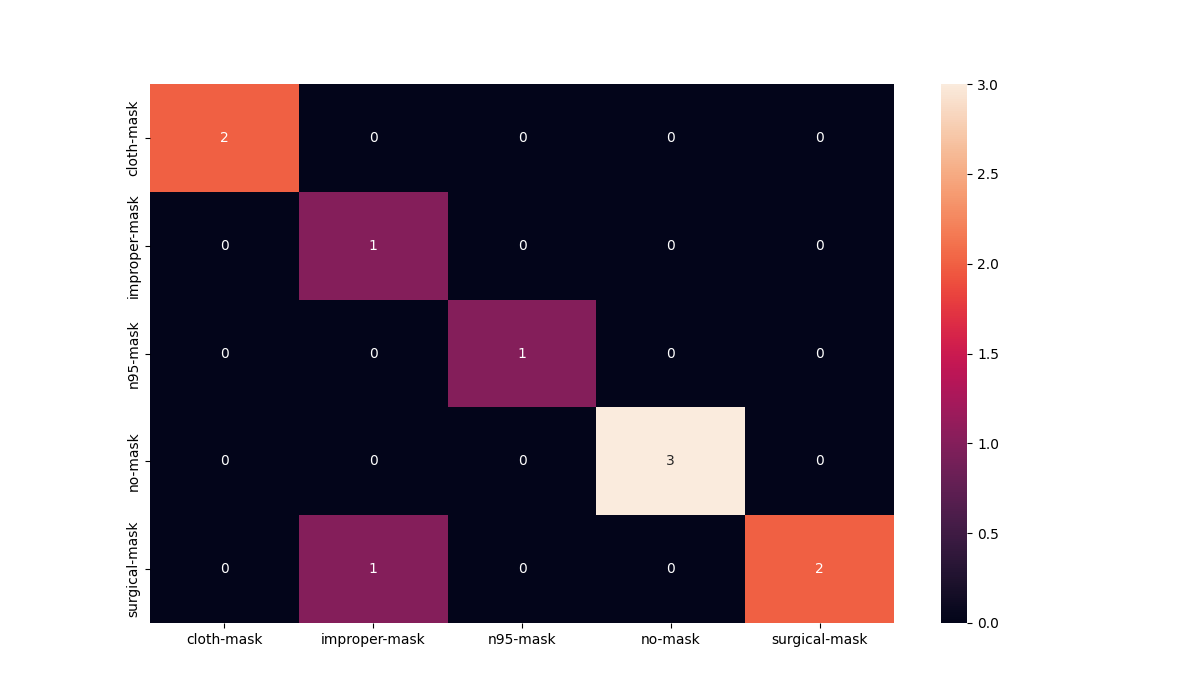 cloth-mask 2 0 0 0 0 3.0
2.5
improper-mask 0 1 0 0 0 2.0
n95-mask 0 0 1 0 0 1.5
no-mask 0 0 0 3 0 1.0
0.5
surgical-mask 0 1 0 0 2 0.0
cloth-mask improper-mask n95-mask no-mask surgical-mask